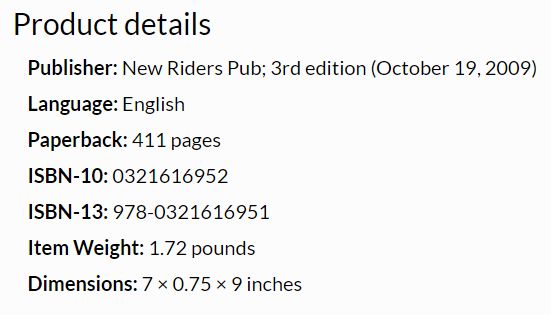 Product details
Publisher: New Riders Pub; 3rd edition (October 19, 2009)
Language: English
Paperback: 411 pages
ISBN-10: 0321616952
ISBN-13: 978-0321616951
Item Weight: 1.72 pounds
Dimensions: 7 × 0.75 × 9 inches